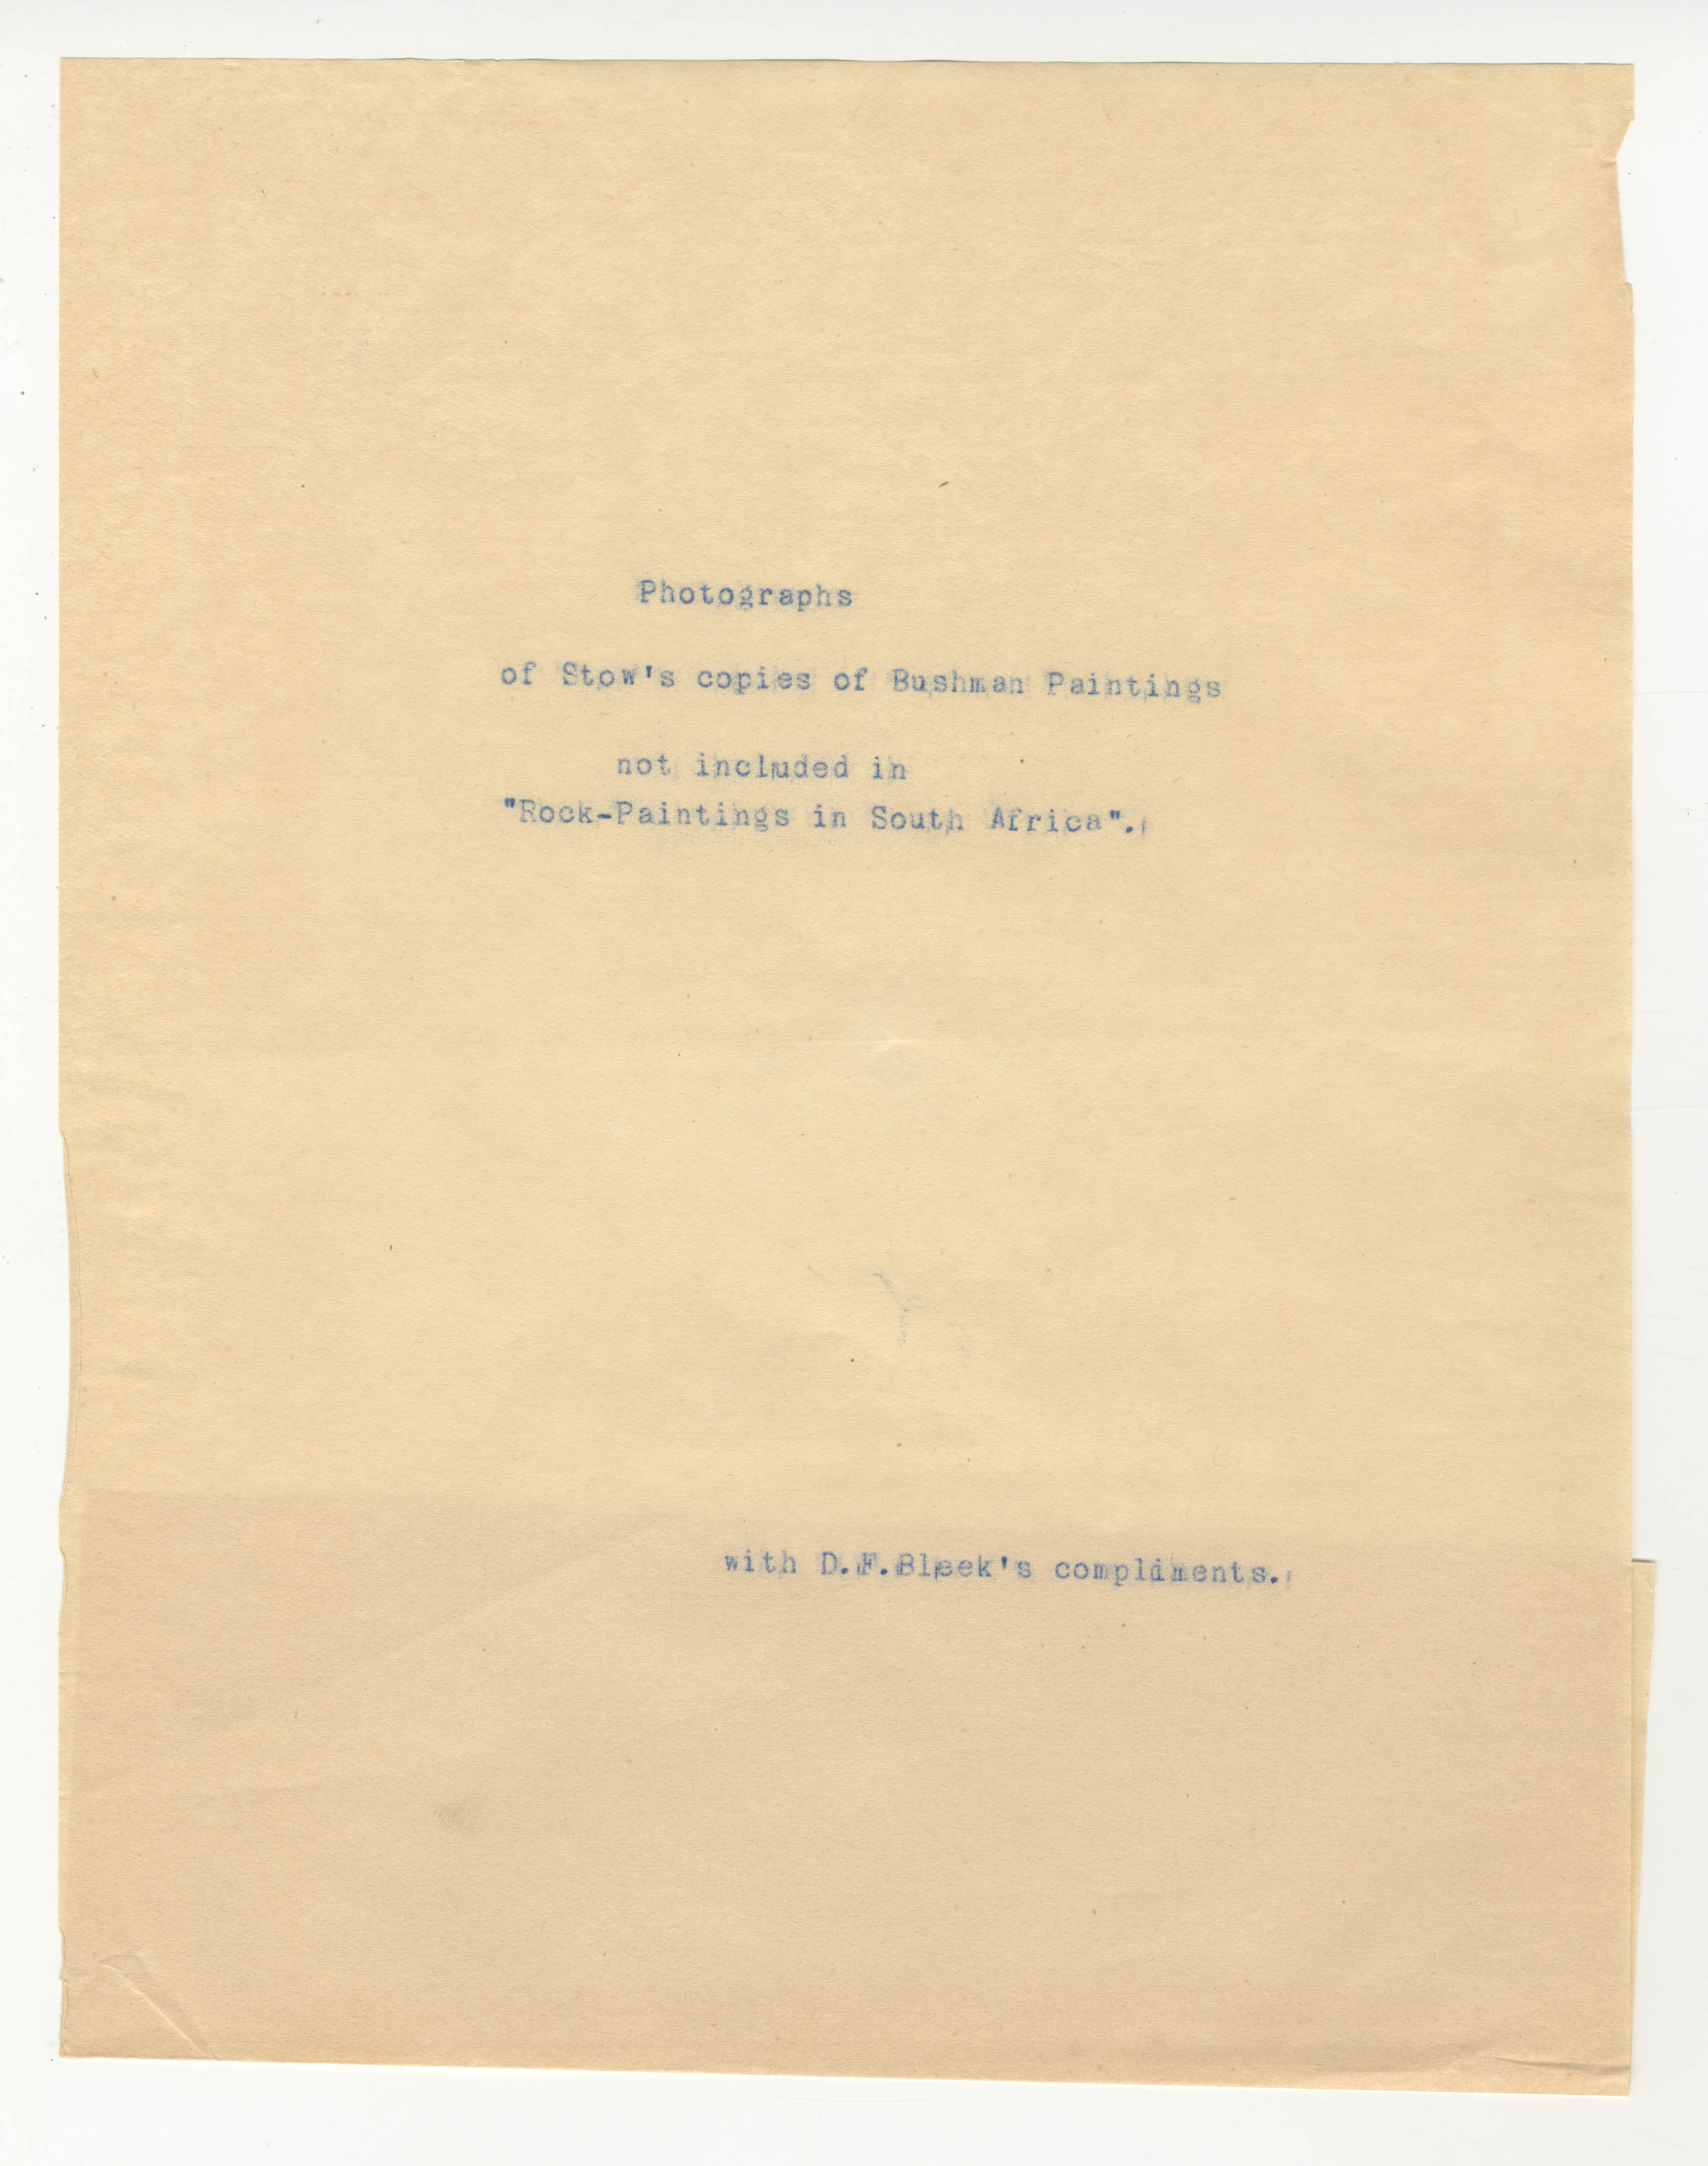 Photographs
of Stow's copies of Bushman Paintings
not included in
"Rock-Paintings in South Africa".
with D.F.Bleek's compliments.